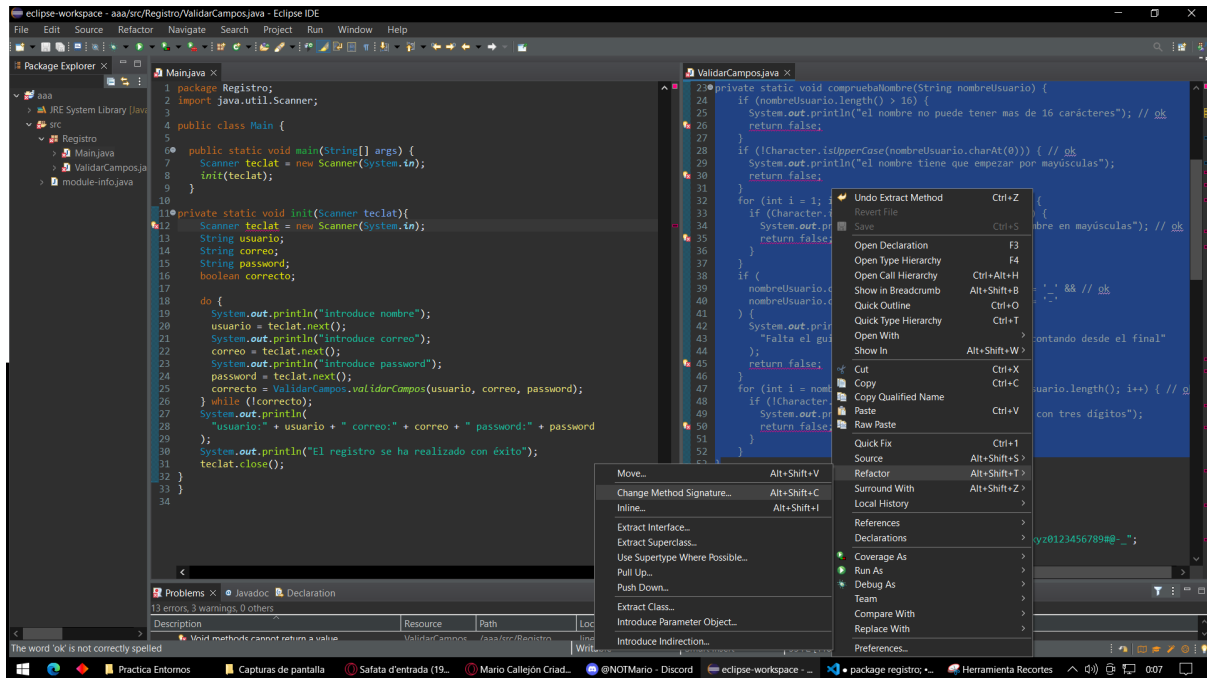 eclipse-workspace - aaa/src/Registro/ValidarCampos.java - Eclipse IDE
File Edit Source Refactor Navigate Search Project Run Window Help
Package Explorer
aaa
JRE System Library [Java
src
Registro
Main.java
ValidarCampos.ja
module-info.java
Main.java
1 package Registro;
2 import java.util.Scanner;
3
4 public class Main {
5
6 public static void main(String[] args) {
7 Scanner teclat = new Scanner(System.in);
8 init(teclat);
9 }
10
11 private static void init(Scanner teclat){
12 Scanner teclat = new Scanner(System.in);
13 String usuario;
14 String correo;
15 String password;
16 boolean correcto;
17
18 do {
19 System.out.println("introduce nombre");
20 usuario = teclat.next();
21 System.out.println("introduce correo");
22 correo = teclat.next();
23 System.out.println("introduce password");
24 password = teclat.next();
25 correcto = ValidarCampos.validarCampos(usuario, correo, password);
26 } while (!correcto);
27 System.out.println(
28 "usuario:" + usuario + " correo:" + correo + " password:" + password
29 );
30 System.out.println("El registro se ha realizado con éxito");
31 teclat.close();
32 }
33 }
34
ValidarCampos.java
23 private static void compruebaNombre(String nombreUsuario) {
24 if (nombreUsuario.length() > 16) {
25 System.out.println("el nombre no puede tener mas de 16 carácteres"); // ok
26 return false;
27 }
28 if (!Character.isUpperCase(nombreUsuario.charAt(0))) { // ok
29 System.out.println("el nombre tiene que empezar por mayúsculas");
30 return false;
31 }
32 for (int i = 1; i {
33 if (Character.i ) {
34 System.out.pr bre en mayúsculas"); // ok
35 return false;
36 }
37 }
38 if (
39 nombreUsuario.c = '_' && // ok
40 nombreUsuario.c = '-'
41 ) {
42 System.out.prin
43 "Falta el gui ontando desde el final"
44 );
45 return false;
46 }
47 for (int i = nomb uario.length(); i++) { // o
48 if (!Character.
49 System.out.pr con tres dígitos");
50 return false;
51 }
52 }
xyz0123456789#@-_";
Undo Extract Method Ctrl+Z
Revert File
Save Ctrl+S
Open Declaration F3
Open Type Hierarchy F4
Open Call Hierarchy Ctrl+Alt+H
Show in Breadcrumb Alt+Shift+B
Quick Outline Ctrl+O
Quick Type Hierarchy Ctrl+T
Open With
Show In Alt+Shift+W
Cut Ctrl+X
Copy Ctrl+C
Copy Qualified Name
Paste Ctrl+V
Raw Paste
Quick Fix Ctrl+1
Source Alt+Shift+S
Refactor Alt+Shift+T
Surround With Alt+Shift+Z
Local History
References
Declarations
Coverage As
Run As
Debug As
Team
Compare With
Replace With
Preferences...
Move... Alt+Shift+V
Change Method Signature... Alt+Shift+C
Inline... Alt+Shift+I
Extract Interface...
Extract Superclass...
Use Supertype Where Possible...
Pull Up...
Push Down...
Extract Class...
Introduce Parameter Object...
Introduce Indirection...
Problems Javadoc Declaration
13 errors, 3 warnings, 0 others
Description Resource Path Loc
Void methods cannot return a value ValidarCampos /aaa/src/Registro line
The word 'ok' is not correctly spelled Writ
Practica Entornos Capturas de pantalla Safata d'entrada (19... Mario Callejón Criad... @NOTMario - Discord eclipse-workspace - ... package registro; •... Herramienta Recortes 0:07